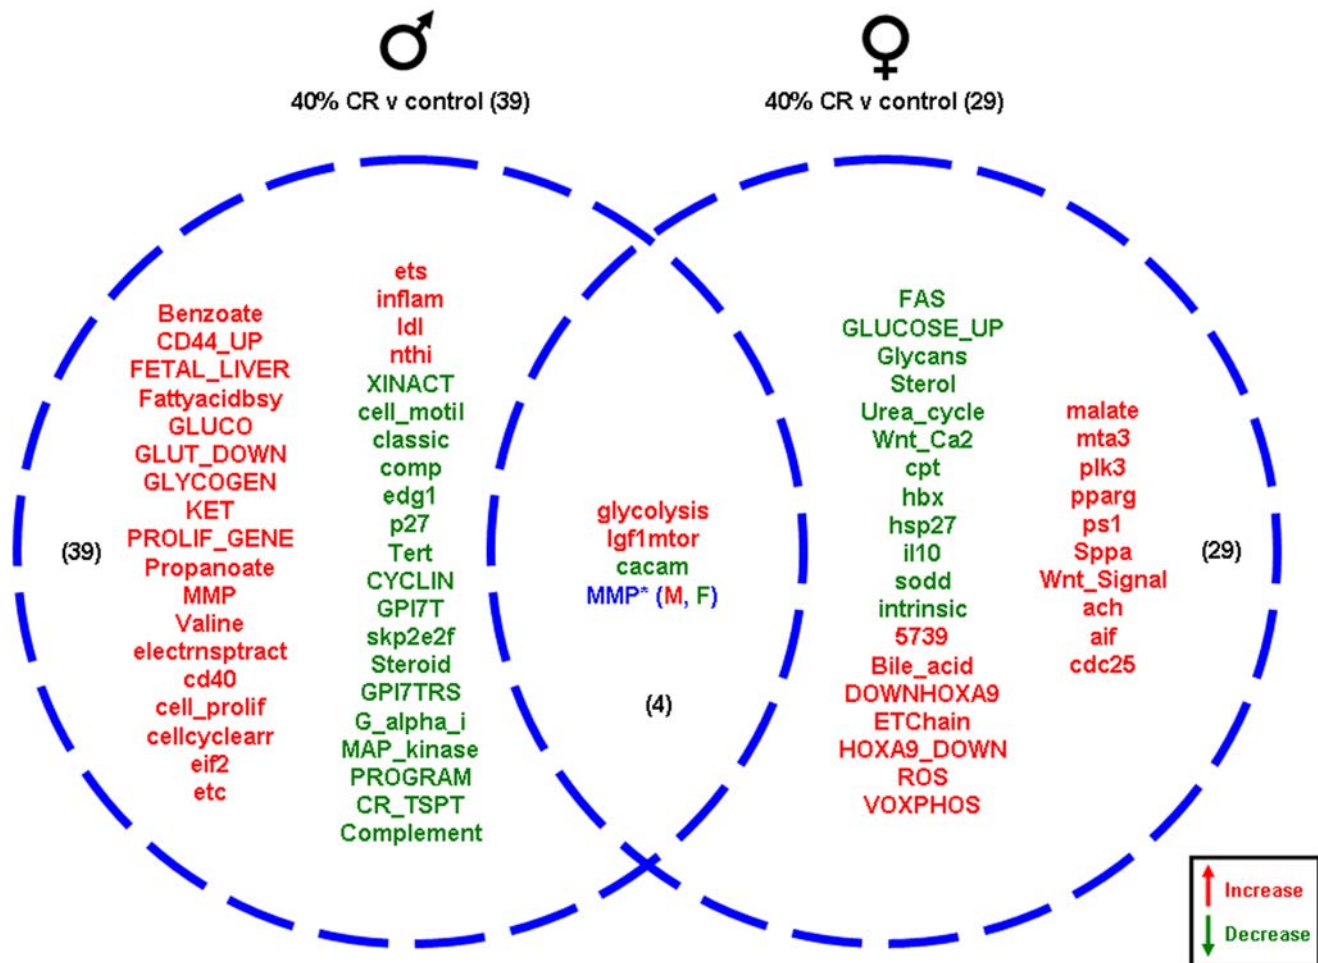 40% CR v control (39)
40% CR v control (29)
Benzoate
CD44_UP
FETAL_LIVER
Fattyacidbsy
GLUCO
GLUT_DOWN
GLYCOGEN
KET
PROLIF_GENE
Propanoate
MMP
Valine
electrnsptract
cd40
cell_prolif
cellcyclearr
eif2
etc
(39)
ets
inflam
ldl
nthi
XINACT
cell_motil
classic
comp
edg1
p27
Tert
CYCLIN
GPI7T
skp2e2f
Steroid
GPI7TRS
G_alpha_i
MAP_kinase
PROGRAM
CR_TSPT
Complement
glycolysis
Igf1mtor
cacam
MMP* (M, F)
(4)
FAS
GLUCOSE_UP
Glycans
Sterol
Urea_cycle
Wnt_Ca2
cpt
hbx
hsp27
il10
sodd
intrinsic
5739
Bile_acid
DOWNHOXA9
ETChain
HOXA9_DOWN
ROS
VOXPHOS
malate
mta3
plk3
pparg
ps1
Sppa
Wnt_Signal
ach
aif
cdc25
(29)
Increase
Decrease